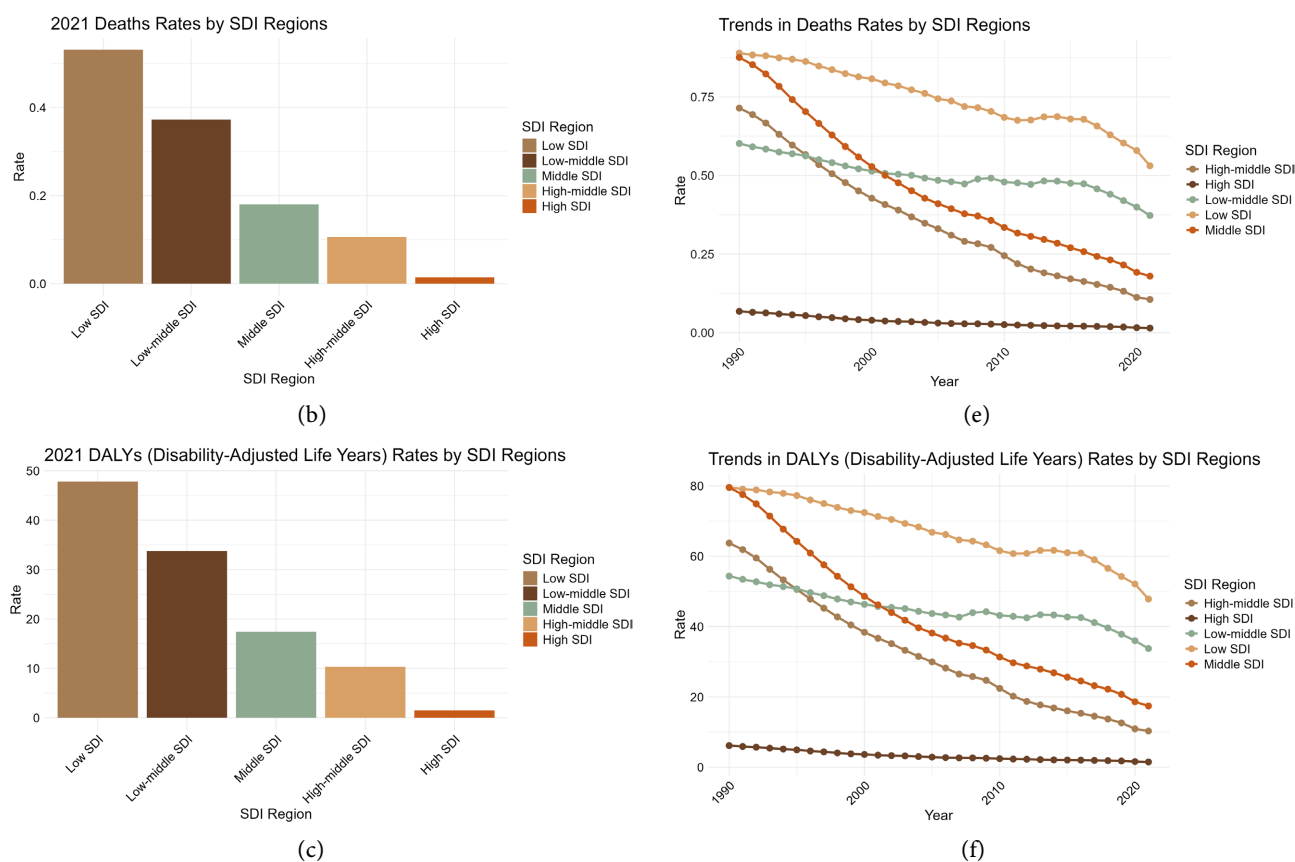 2021 Deaths Rates by SDI Regions
Rate
0.4
0.2
0.0
Low SDI
Low-middle SDI
Middle SDI
High-middle SDI
High SDI
SDI Region
SDI Region
Low SDI
Low-middle SDI
Middle SDI
High-middle SDI
High SDI
(b)
Trends in Deaths Rates by SDI Regions
Rate
0.75
0.50
0.25
0.00
1990
2000
2010
2020
Year
SDI Region
High-middle SDI
High SDI
Low-middle SDI
Low SDI
Middle SDI
(e)
2021 DALYs (Disability-Adjusted Life Years) Rates by SDI Regions
Rate
50
40
30
20
10
0
Low SDI
Low-middle SDI
Middle SDI
High-middle SDI
High SDI
SDI Region
SDI Region
Low SDI
Low-middle SDI
Middle SDI
High-middle SDI
High SDI
(c)
Trends in DALYs (Disability-Adjusted Life Years) Rates by SDI Regions
Rate
80
60
40
20
0
1990
2000
2010
2020
Year
SDI Region
High-middle SDI
High SDI
Low-middle SDI
Low SDI
Middle SDI
(f)